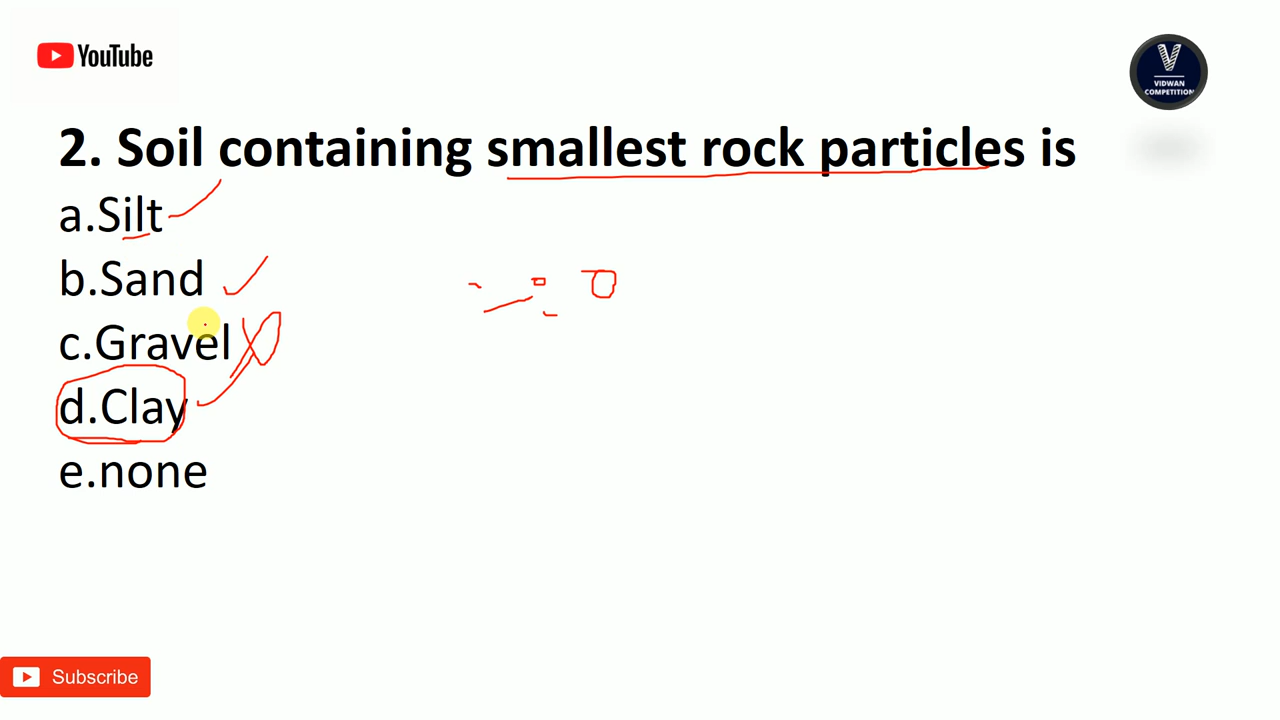 YouTube
V
VIDWAN
COMPETITION
2. Soil containing smallest rock particles is
a.Silt
b.Sand
c.Gravel
d.Clay
e.none
Subscribe